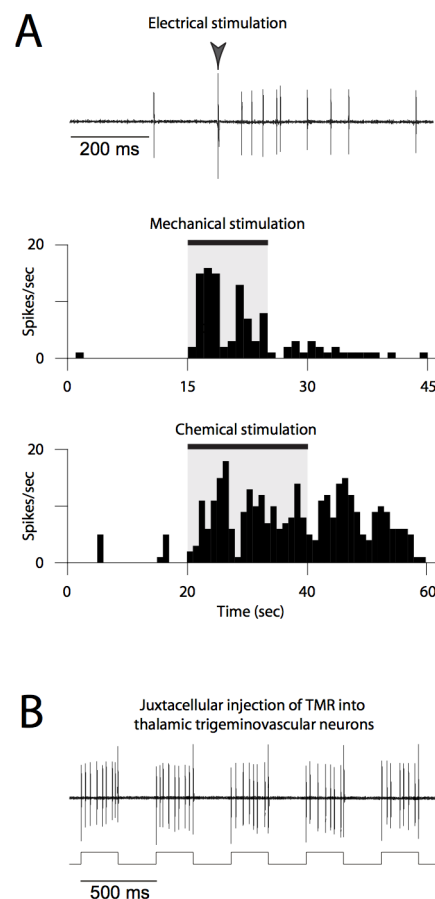 A
Electrical stimulation
200 ms
Mechanical stimulation
20
Spikes/sec
0
0 15 30 45
Chemical stimulation
20
Spikes/sec
0
0 20 40 60
Time (sec)
B
Juxtacellular injection of TMR into
thalamic trigeminovascular neurons
500 ms